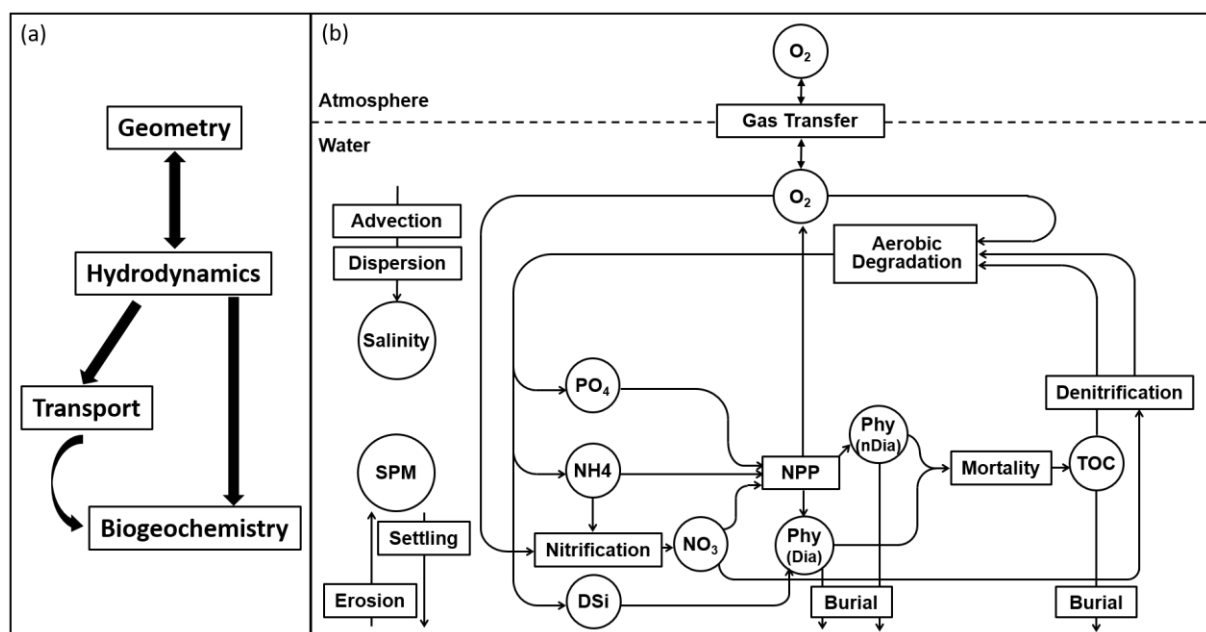 (a)
Geometry
Hydrodynamics
Transport
Biogeochemistry
(b)
O₂
Atmosphere
Gas Transfer
Water
O₂
Advection
Aerobic
Degradation
Dispersion
Salinity
PO₄
Denitrification
Phy
(nDia)
SPM
NH4
NPP
Mortality
TOC
Settling
Nitrification
NO₃
Phy
(Dia)
Erosion
DSi
Burial
Burial